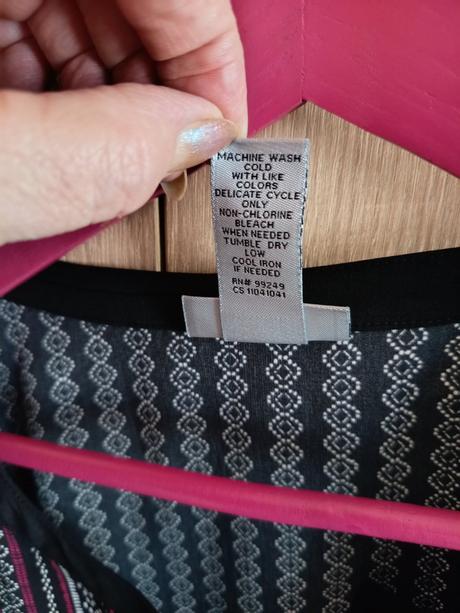 MACHINE WASH
COLD
WITH LIKE
COLORS
DELICATE CYCLE
ONLY
NON-CHLORINE
BLEACH
WHEN NEEDED
TUMBLE DRY
LOW
COOL IRON
IF NEEDED
RN# 99249
CS 11041041